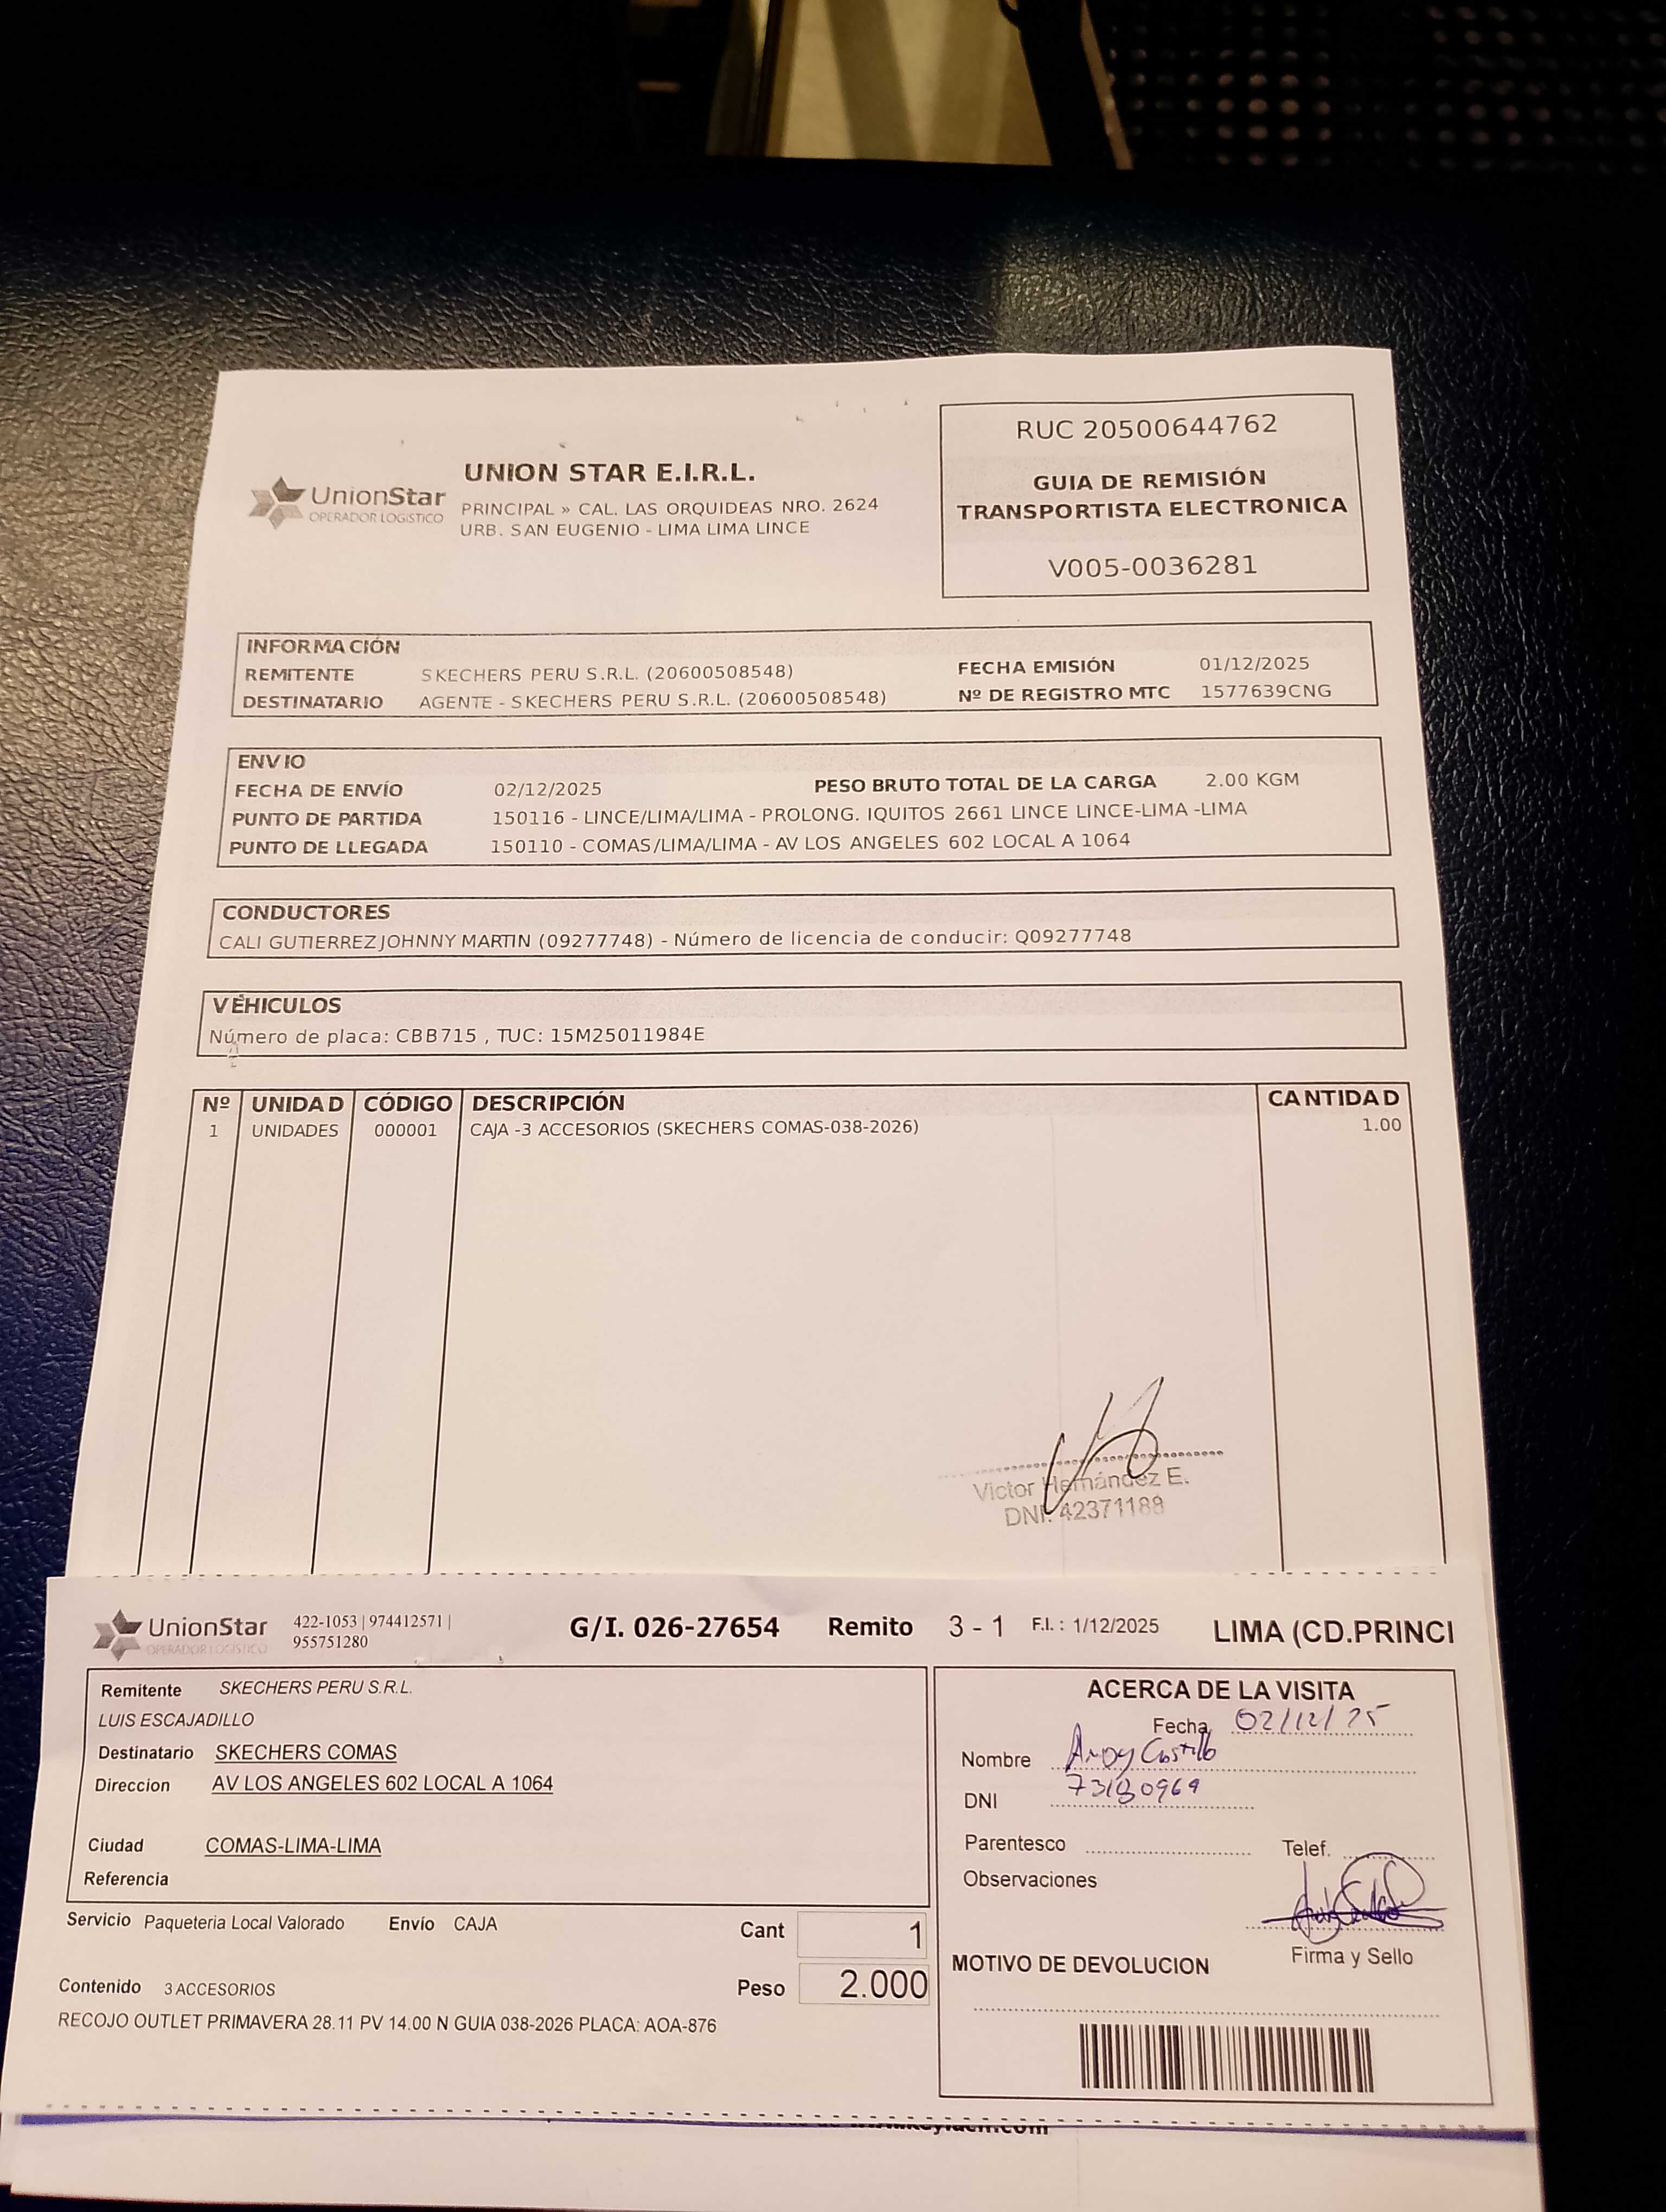 RUC 20500644762
GUIA DE REMISIÓN
TRANSPORTISTA ELECTRONICA
V005-0036281
UnionStar
OPERADOR LOGISTICO
UNION STAR E.I.R.L.
PRINCIPAL » CAL. LAS ORQUIDEAS NRO. 2624
URB. SAN EUGENIO - LIMA LIMA LINCE
INFORMACIÓN
REMITENTE SKECHERS PERU S.R.L. (20600508548) FECHA EMISIÓN 01/12/2025
DESTINATARIO AGENTE - SKECHERS PERU S.R.L. (20600508548) Nº DE REGISTRO MTC 1577639CNG
ENVIO
FECHA DE ENVÍO 02/12/2025 PESO BRUTO TOTAL DE LA CARGA 2.00 KGM
PUNTO DE PARTIDA 150116 - LINCE/LIMA/LIMA - PROLONG. IQUITOS 2661 LINCE LINCE-LIMA -LIMA
PUNTO DE LLEGADA 150110 - COMAS/LIMA/LIMA - AV LOS ANGELES 602 LOCAL A 1064
CONDUCTORES
CALI GUTIERREZ JOHNNY MARTIN (09277748) - Número de licencia de conducir: Q09277748
VEHICULOS
Número de placa: CBB715 , TUC: 15M25011984E
Nº UNIDAD CÓDIGO DESCRIPCIÓN CANTIDAD
1 UNIDADES 000001 CAJA -3 ACCESORIOS (SKECHERS COMAS-038-2026) 1.00
Victor Hernández E.
DNI. 42371188
UnionStar
OPERADOR LOGISTICO
422-1053 | 974412571 |
955751280
G/I. 026-27654 Remito 3 - 1 F.I. : 1/12/2025 LIMA (CD.PRINCI
Remitente SKECHERS PERU S.R.L.
LUIS ESCAJADILLO
Destinatario SKECHERS COMAS
Direccion AV LOS ANGELES 602 LOCAL A 1064
Ciudad COMAS-LIMA-LIMA
Referencia
Servicio Paqueteria Local Valorado Envío CAJA
Cant 1
Contenido 3 ACCESORIOS
Peso 2.000
RECOJO OUTLET PRIMAVERA 28.11 PV 14.00 N GUIA 038-2026 PLACA: AOA-876
ACERCA DE LA VISITA
Fecha 02/12/25
Nombre Andy Castillo
DNI
Parentesco Telef.
Observaciones
Firma y Sello
MOTIVO DE DEVOLUCION